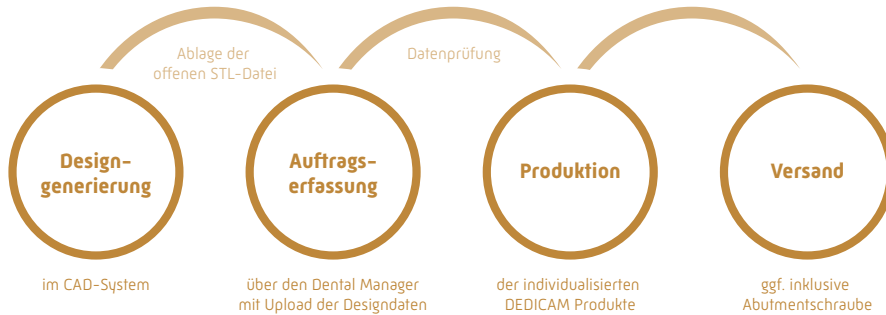 Ablage der
offenen STL-Datei
Datenprüfung
Design-
generierung
Auftrags-
erfassung
Produktion
Versand
im CAD-System
über den Dental Manager
mit Upload der Designdaten
der individualisierten
DEDICAM Produkte
ggf. inklusive
Abutmentschraube